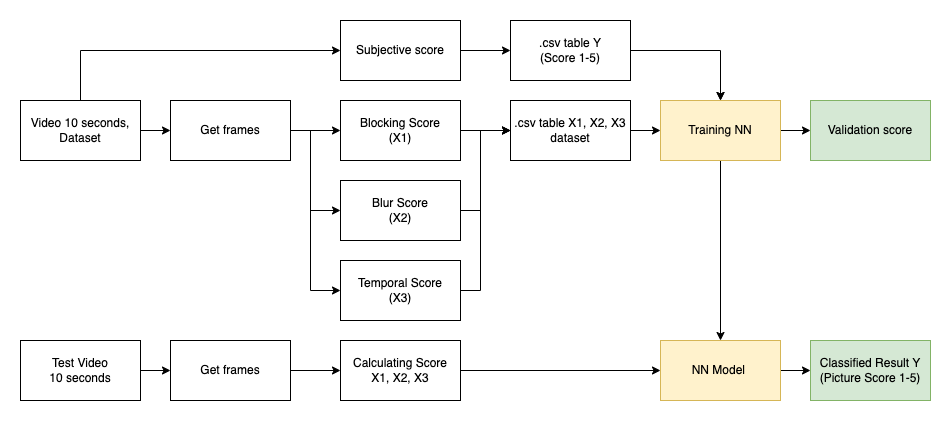 Subjective score
.csv table Y
(Score 1-5)
Video 10 seconds,
Dataset
Get frames
Blocking Score
(X1)
.csv table X1, X2, X3
dataset
Training NN
Validation score
Blur Score
(X2)
Temporal Score
(X3)
Test Video
10 seconds
Get frames
Calculating Score
X1, X2, X3
NN Model
Classified Result Y
(Picture Score 1-5)